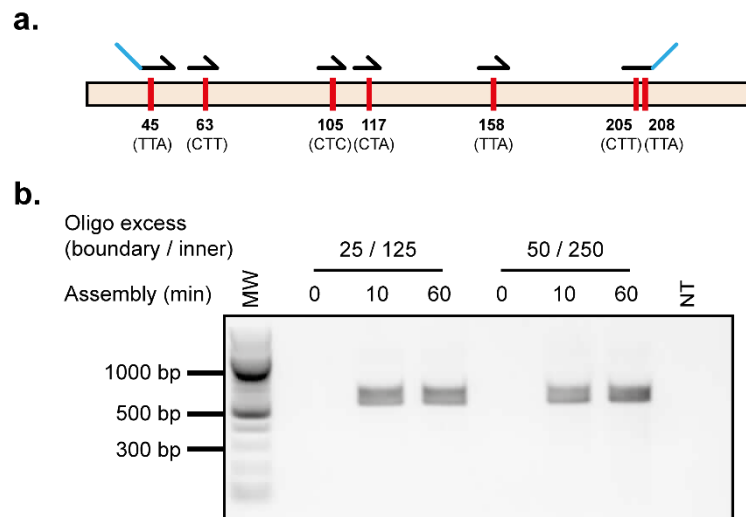 a.
45 63 105 117 158 205 208
(TTA) (CTT) (CTC) (CTA) (TTA) (CTT) (TTA)
b.
Oligo excess
(boundary / inner) 25 / 125 50 / 250
Assembly (min) MW 0 10 60 0 10 60 NT
1000 bp
500 bp
300 bp